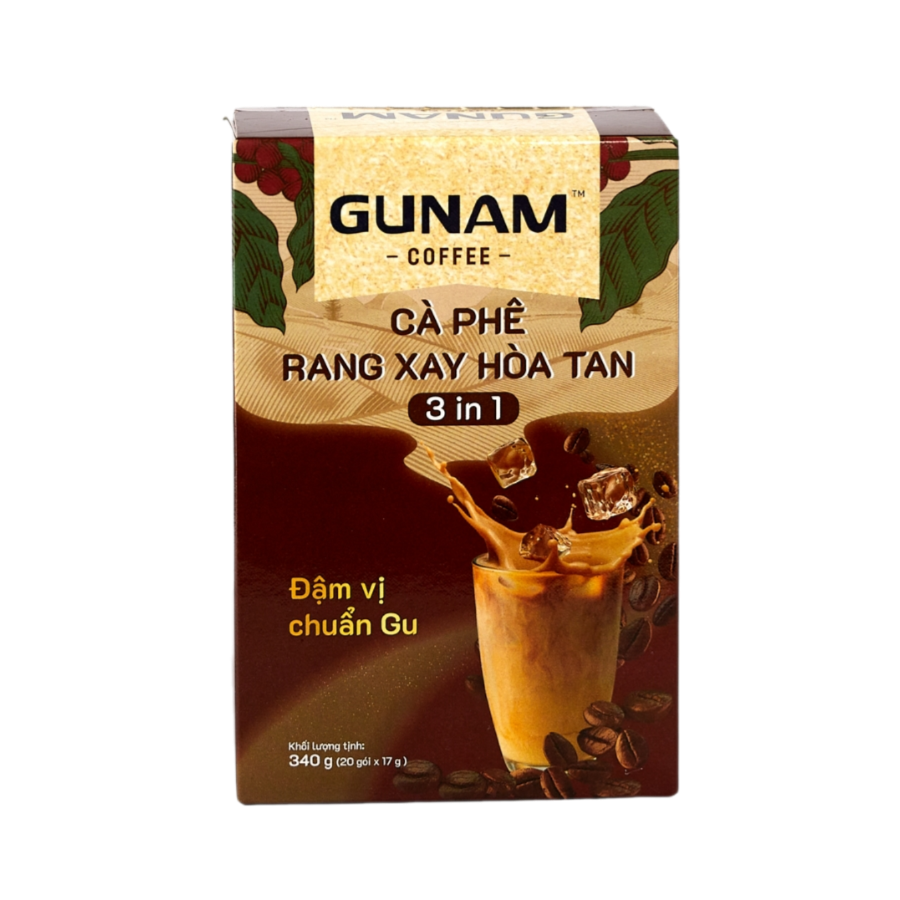 GUNAM
GUNAM™
– COFFEE –
CÀ PHÊ
RANG XAY HÒA TAN
3 in 1
Đậm vị
chuẩn Gu
Khối lượng tịnh:
340 g (20 gói x 17 g)